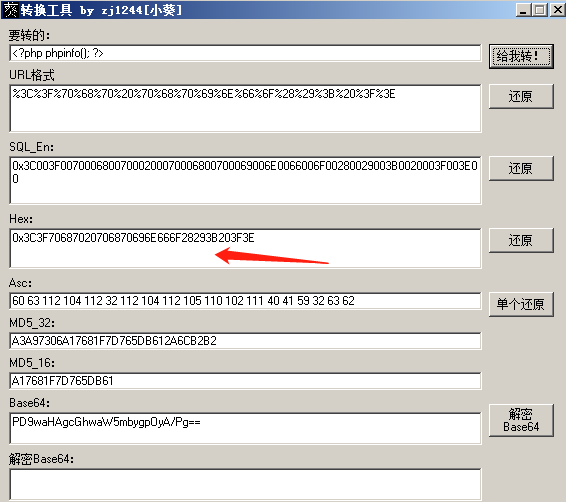 转换工具 by zj1244[小葵]
要转的:
<?php phpinfo(); ?>
给我转!
URL格式
%3C%3F%70%68%70%20%70%68%70%69%6E%66%6F%28%29%3B%20%3F%3E
还原
SQL_En:
0x3C003F00700068007000200070006800700069006E0066006F00280029003B0020003F003E0
0
还原
Hex:
0x3C3F70687020706870696E666F28293B203F3E
还原
Asc:
60 63 112 104 112 32 112 104 112 105 110 102 111 40 41 59 32 63 62
单个还原
MD5_32:
A3A97306A17681F7D765DB612A6CB2B2
MD5_16:
A17681F7D765DB61
Base64:
PD9waHAgcGhwaW5mbygpOyA/Pg==
解密
Base64
解密Base64: